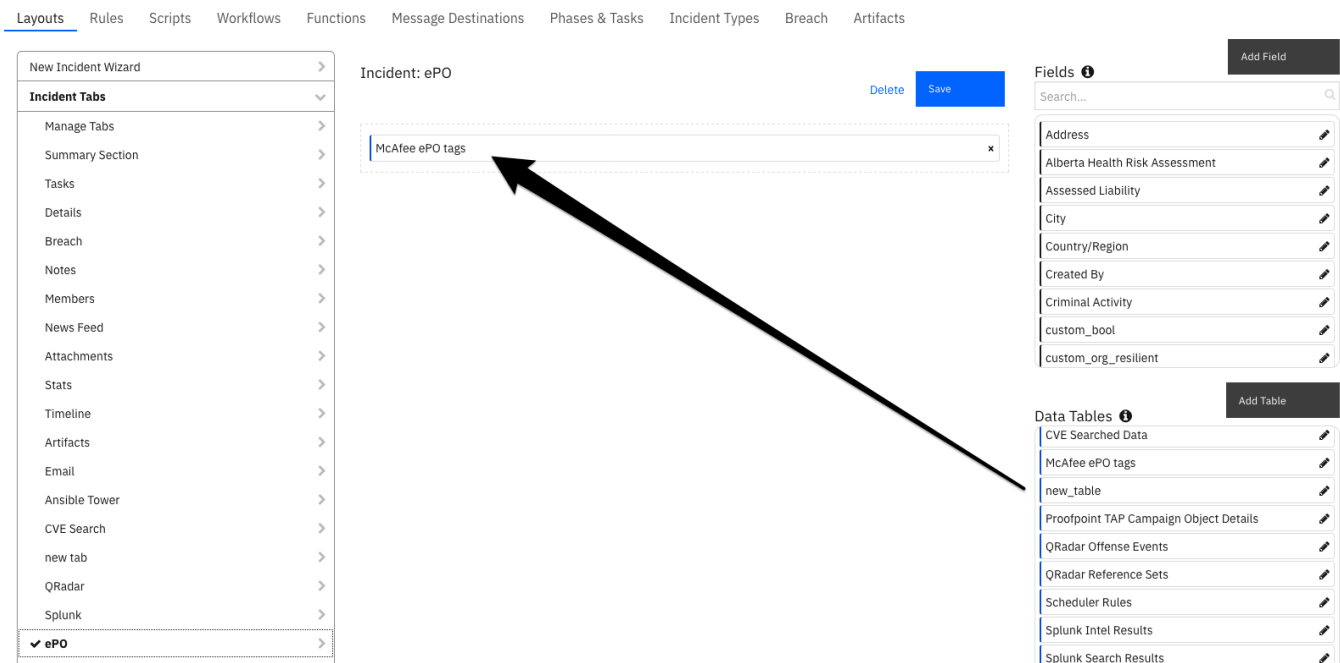 Layouts Rules Scripts Workflows Functions Message Destinations Phases & Tasks Incident Types Breach Artifacts
New Incident Wizard
Incident Tabs
Manage Tabs
Summary Section
Tasks
Details
Breach
Notes
Members
News Feed
Attachments
Stats
Timeline
Artifacts
Email
Ansible Tower
CVE Search
new tab
QRadar
Splunk
ePO
Incident: ePO
Delete Save
McAfee ePO tags
Add Field
Fields
Search...
Address
Alberta Health Risk Assessment
Assessed Liability
City
Country/Region
Created By
Criminal Activity
custom_bool
custom_org_resilient
Add Table
Data Tables
CVE Searched Data
McAfee ePO tags
new_table
Proofpoint TAP Campaign Object Details
QRadar Offense Events
QRadar Reference Sets
Scheduler Rules
Splunk Intel Results
Splunk Search Results